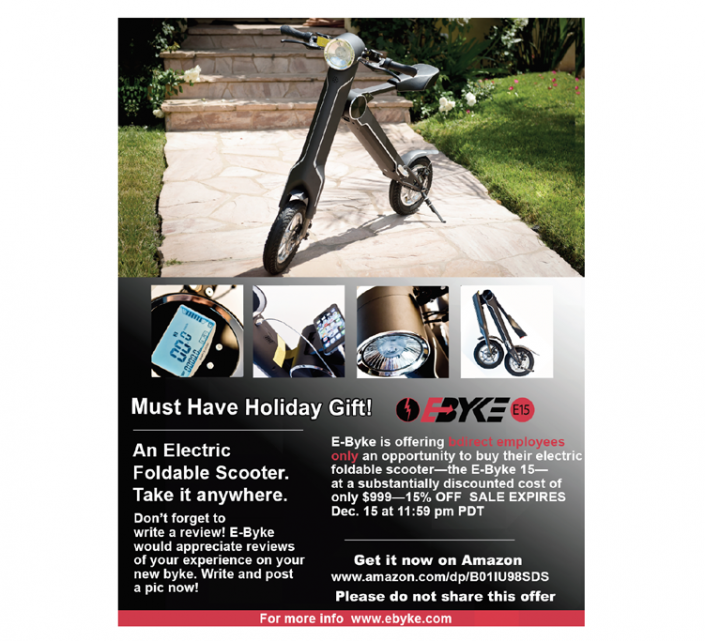 Must Have Holiday Gift!
E-BYKE E15
An Electric
Foldable Scooter.
Take it anywhere.
Don't forget to
write a review! E-Byke
would appreciate reviews
of your experience on your
new byke. Write and post
a pic now!
E-Byke is offering indirect employees
only an opportunity to buy their electric
foldable scooter—the E-Byke 15—
at a substantially discounted cost of
only $999—15% OFF SALE EXPIRES
Dec. 15 at 11:59 pm PDT
Get it now on Amazon
www.amazon.com/dp/B01IU98SDS
Please do not share this offer
For more info www.ebyke.com